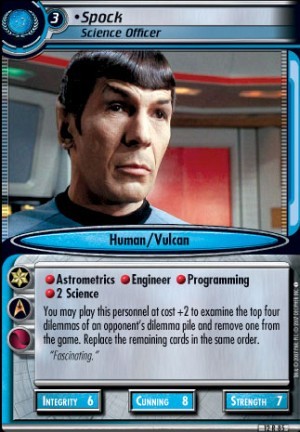 3
•Spock
Science Officer
Human/Vulcan
Astrometrics Engineer Programming
2 Science
You may play this personnel at cost +2 to examine the top four
dilemmas of an opponent's dilemma pile and remove one from
the game. Replace the remaining cards in the same order.
"Fascinating."
INTEGRITY 6 CUNNING 8 STRENGTH 7